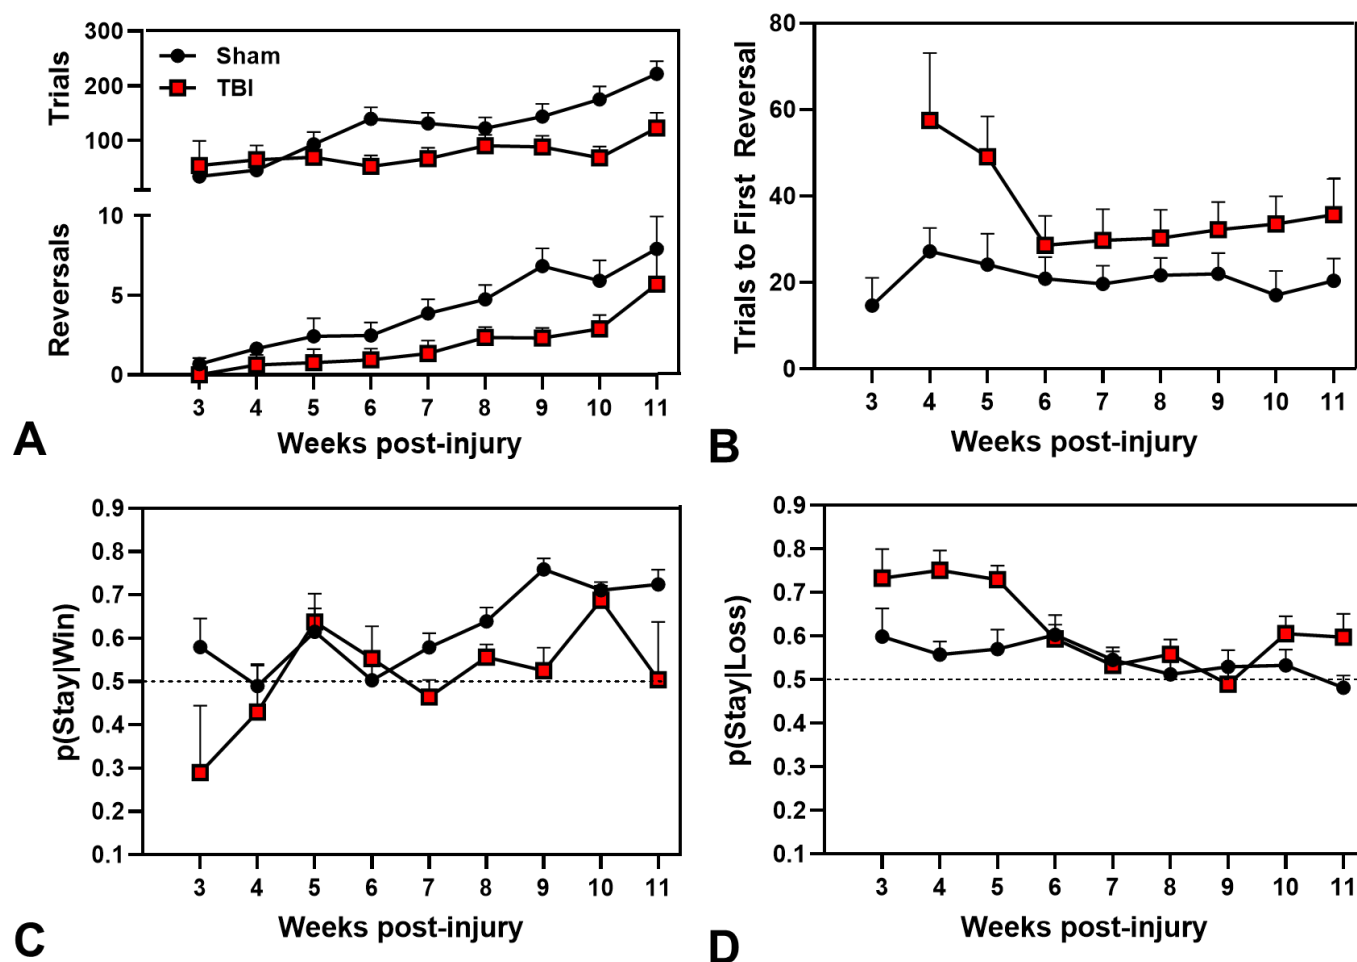 Trials
300
200
100
Sham
TBI
Reversals
10
5
0
3 4 5 6 7 8 9 10 11
Weeks post-injury
A
Trials to First Reversal
80
60
40
20
0
3 4 5 6 7 8 9 10 11
Weeks post-injury
B
p(Stay|Win)
0.9
0.8
0.7
0.6
0.5
0.4
0.3
0.2
0.1
3 4 5 6 7 8 9 10 11
Weeks post-injury
C
p(Stay|Loss)
0.9
0.8
0.7
0.6
0.5
0.4
0.3
0.2
0.1
3 4 5 6 7 8 9 10 11
Weeks post-injury
D